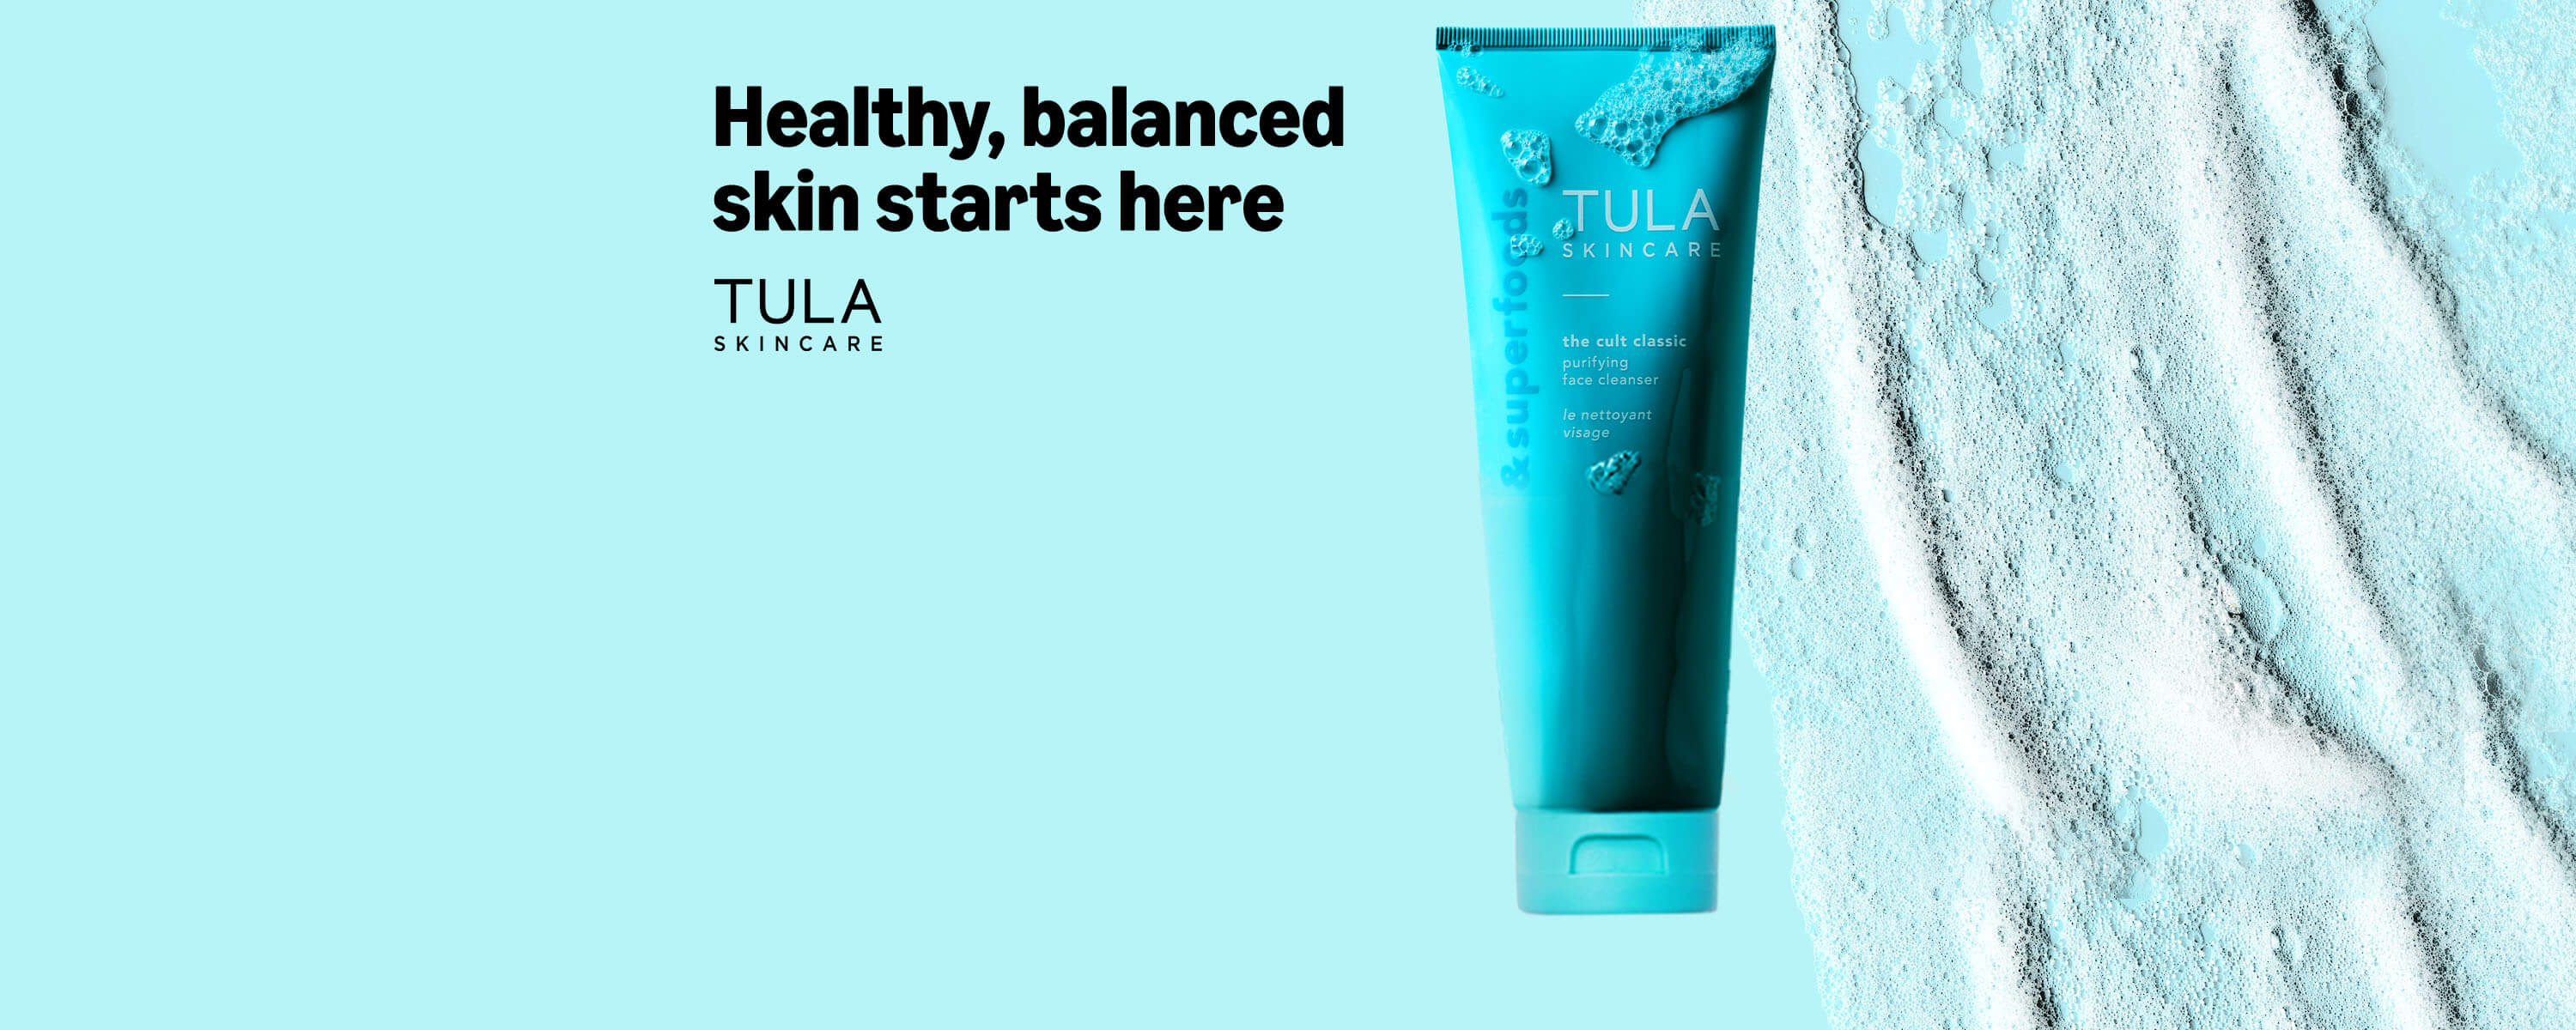 Healthy, balanced
skin starts here
TULA
SKINCARE
& superfoods
TULA
SKINCARE
the cult classic
purifying
face cleanser
le nettoyant
visage